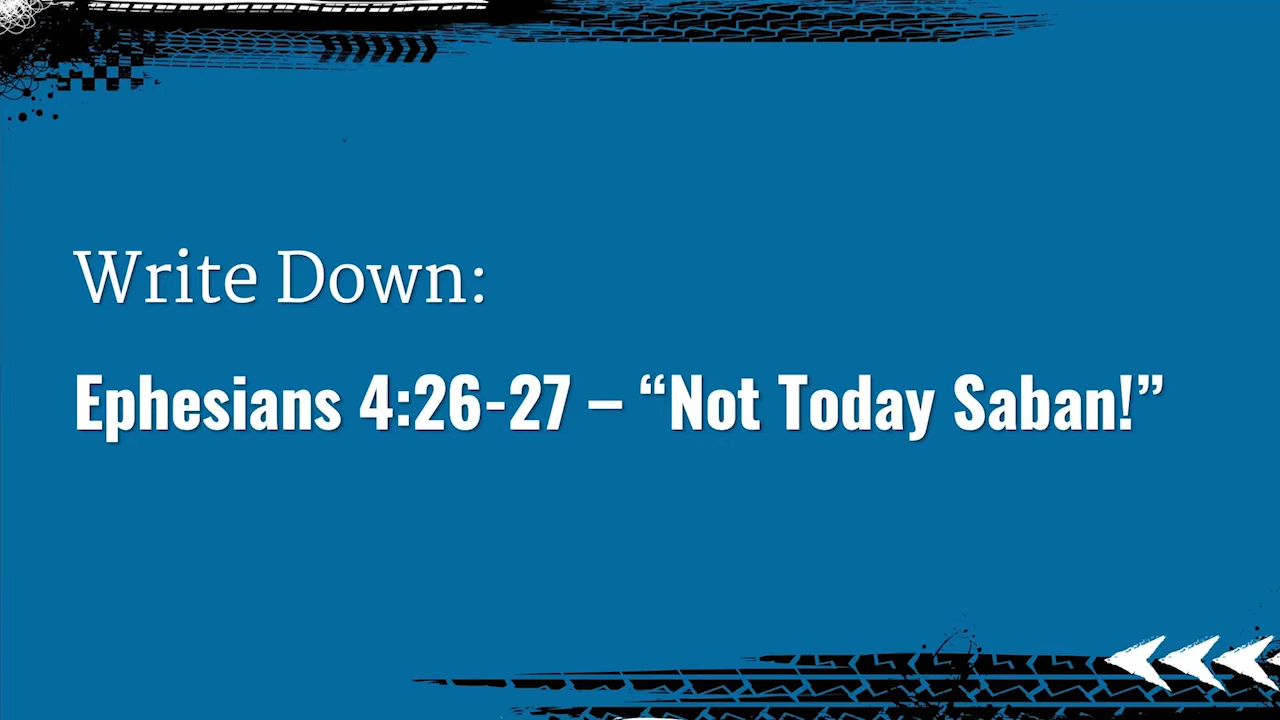 Write Down:
Ephesians 4:26-27 – “Not Today Saban!”